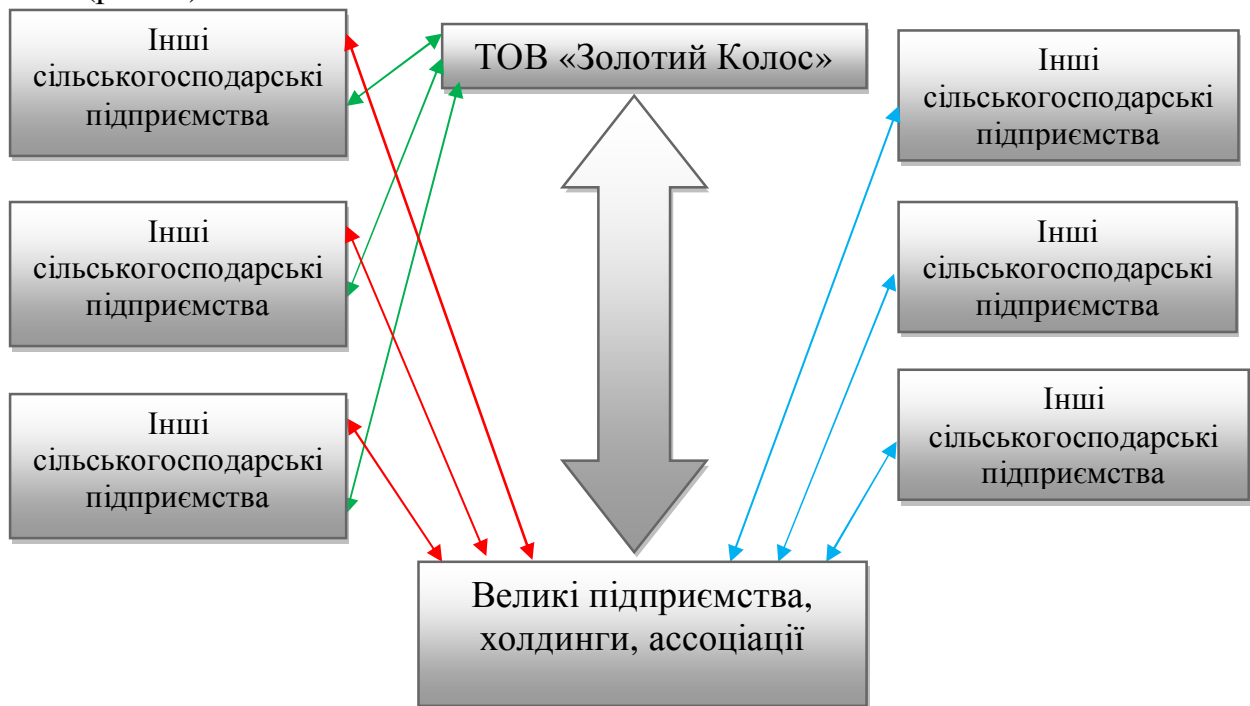 Інші
сільськогосподарські
підприємства
ТОВ «Золотий Колос»
Інші
сільськогосподарські
підприємства
Інші
сільськогосподарські
підприємства
Інші
сільськогосподарські
підприємства
Інші
сільськогосподарські
підприємства
Інші
сільськогосподарські
підприємства
Великі підприємства,
холдинги, ассоціації